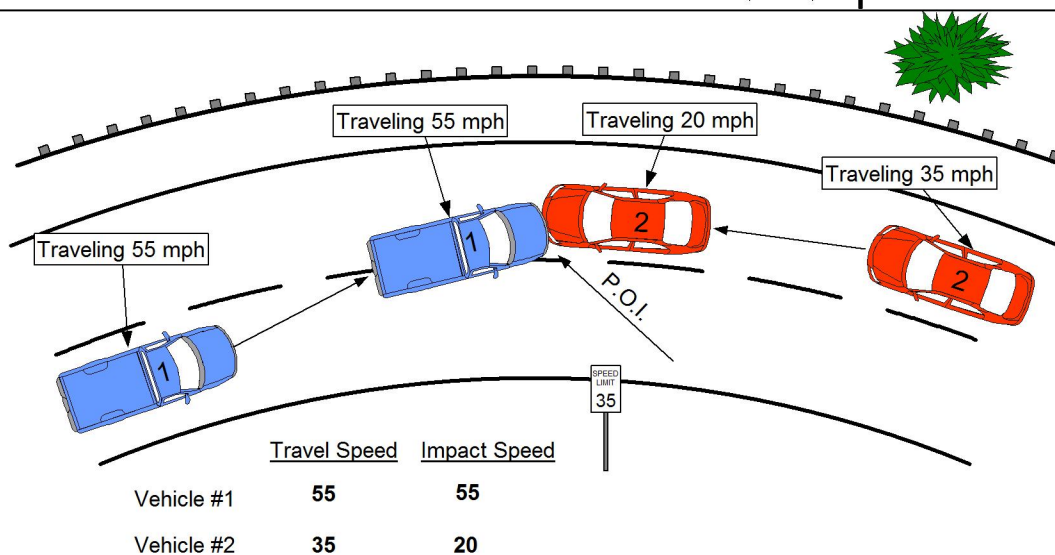 Traveling 55 mph
Traveling 20 mph
Traveling 35 mph
Traveling 55 mph
1
2
2
1
P.O.I.
SPEED
LIMIT
35
Travel Speed Impact Speed
Vehicle #1 55 55
Vehicle #2 35 20